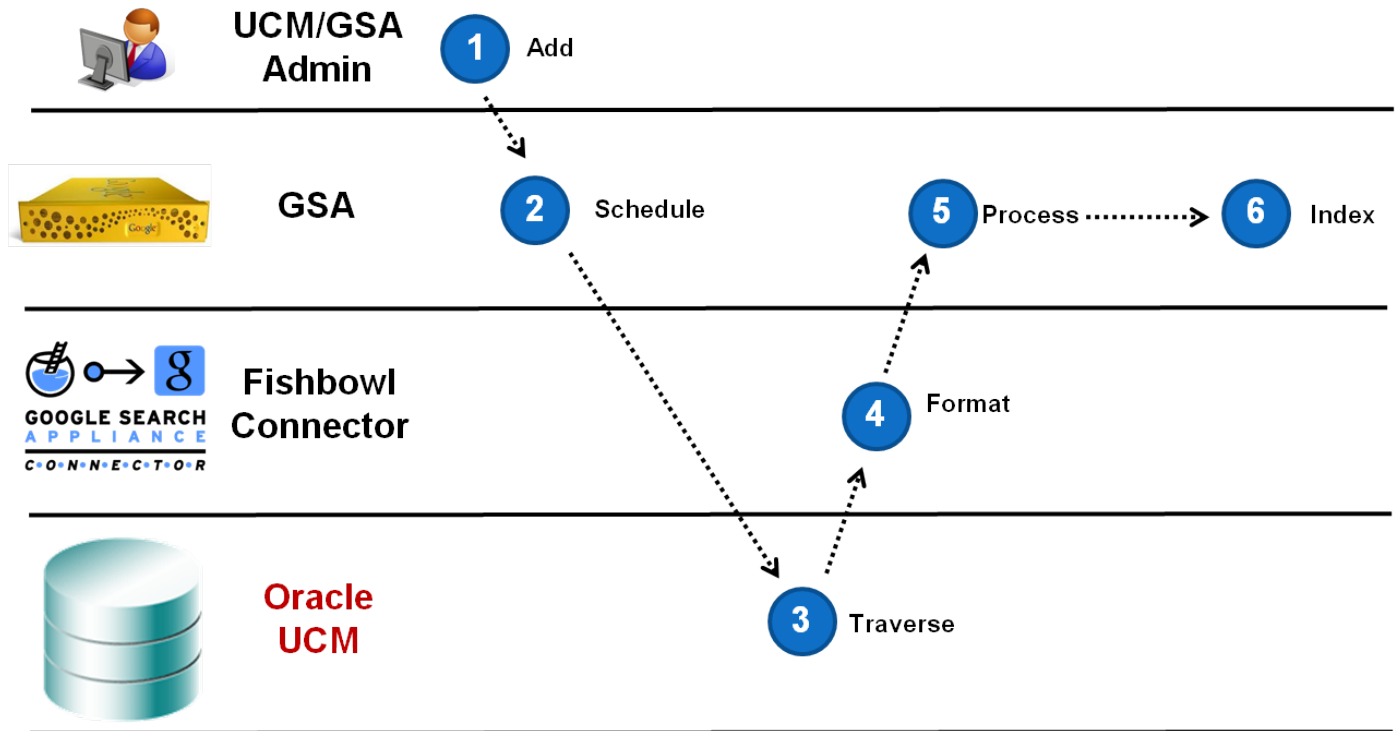 UCM/GSA
Admin
1 Add
GSA
2 Schedule
5 Process
6 Index
Google
g
GOOGLE SEARCH
APPLIANCE
C•O•N•N•E•C•T•O•R
Fishbowl
Connector
4 Format
Oracle
UCM
3 Traverse